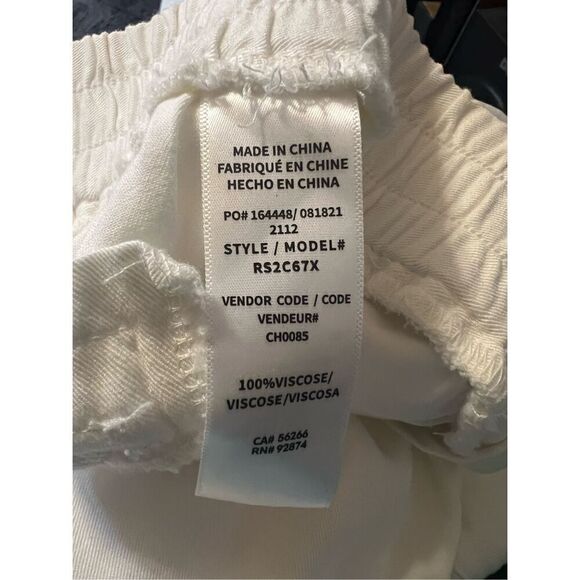 MADE IN CHINA
FABRIQUÉ EN CHINE
HECHO EN CHINA
PO# 164448/ 081821
2112
STYLE / MODEL#
RS2C67X
VENDOR CODE / CODE
VENDEUR#
CH0085
100%VISCOSE/
VISCOSE/VISCOSA
CA# 56266
RN# 92874